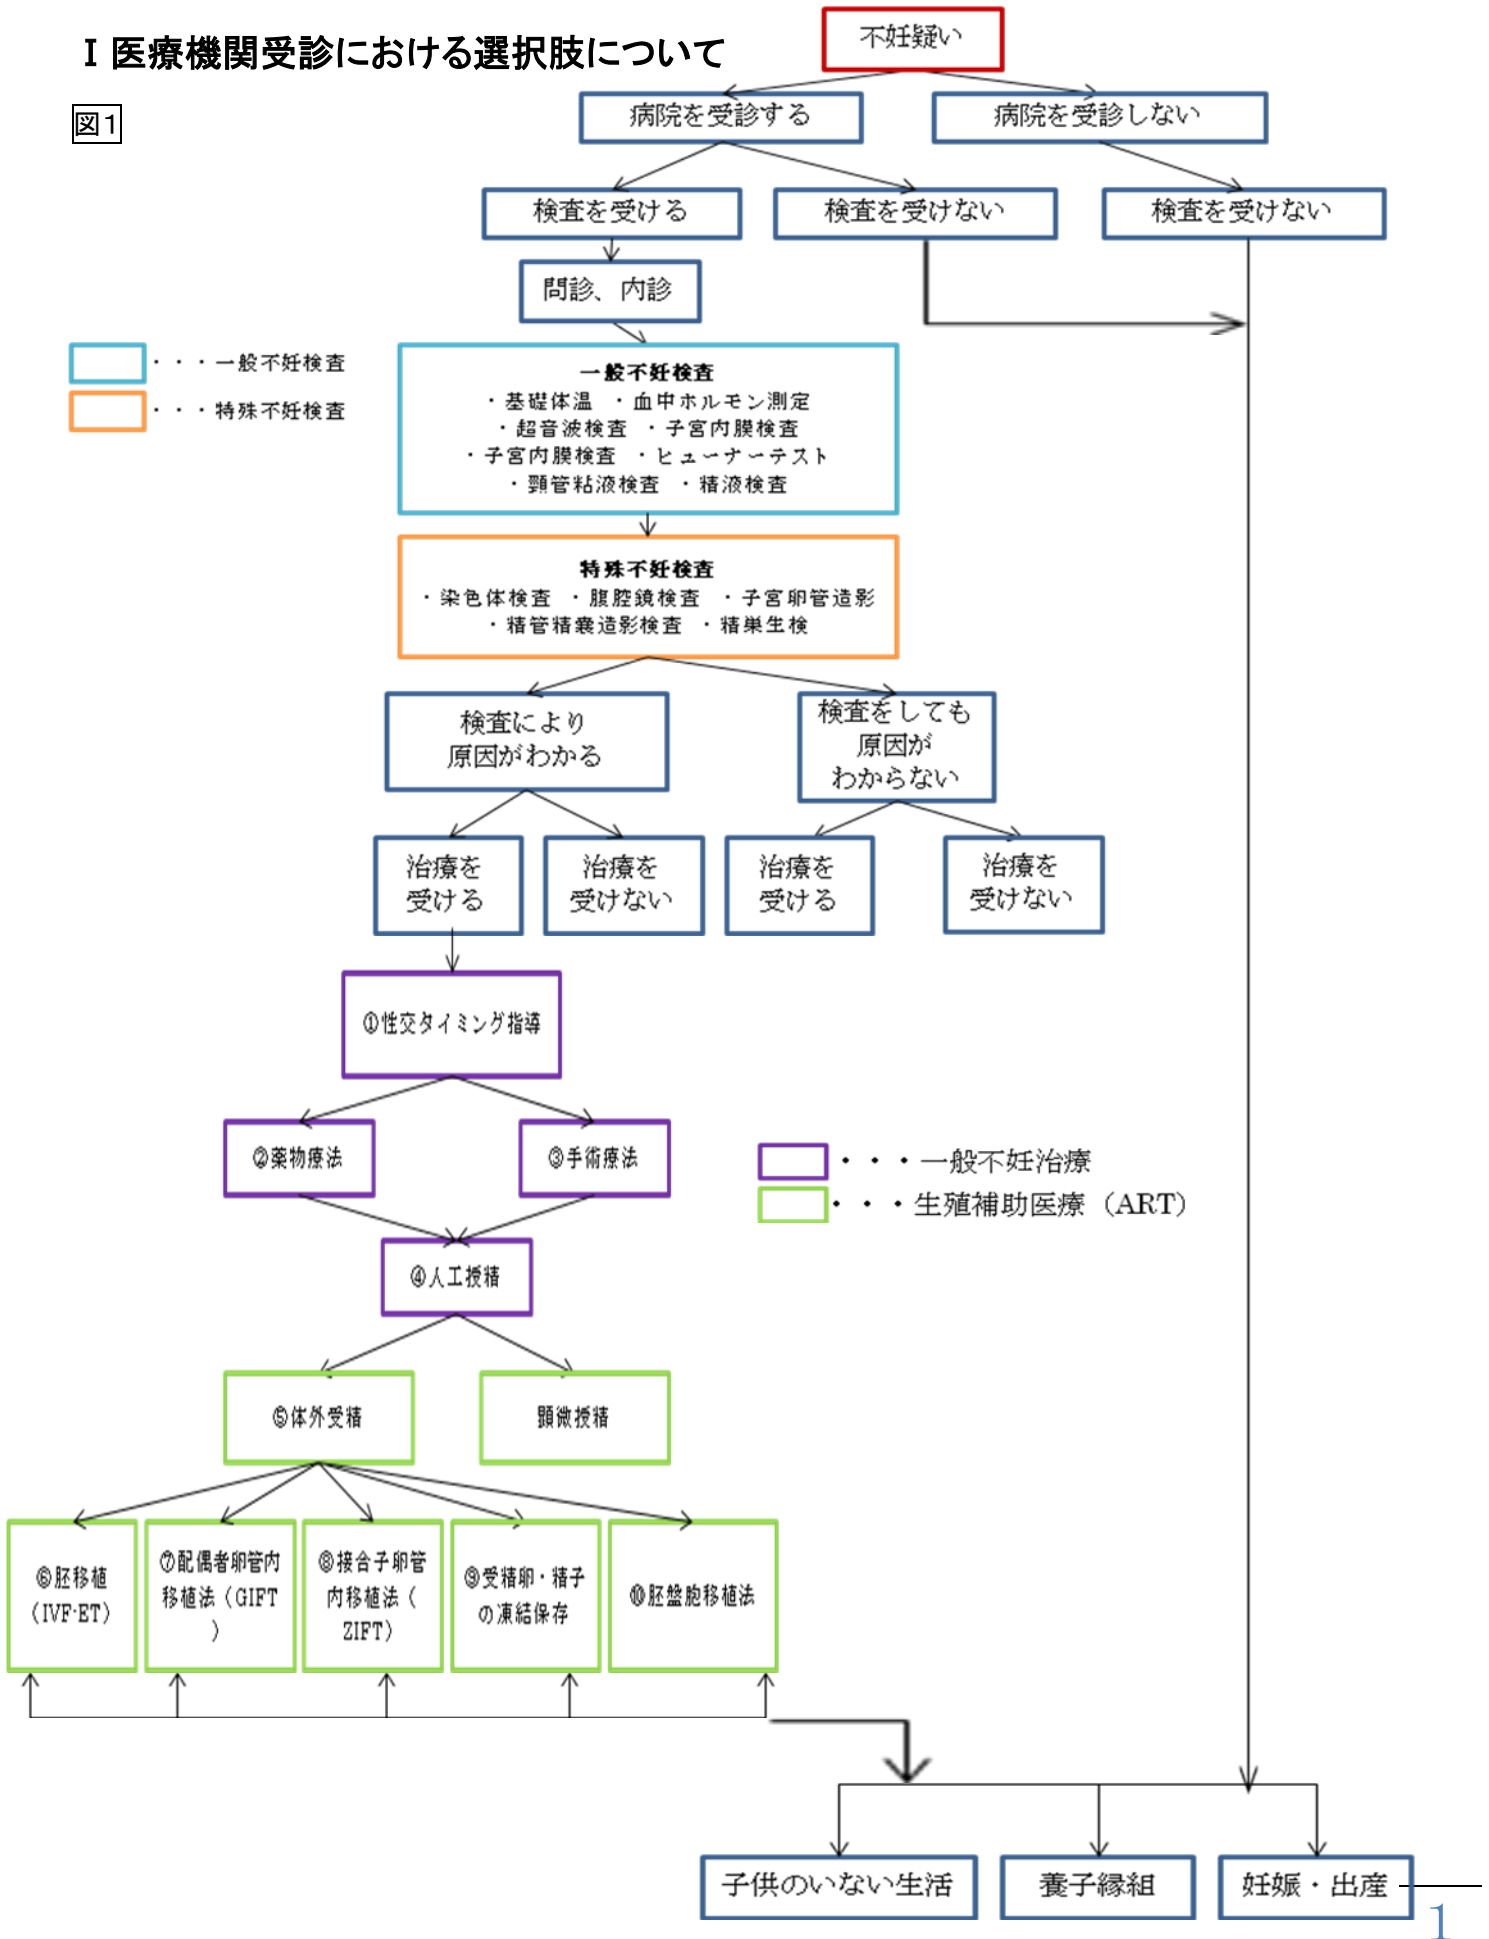 不妊疑い
Ⅰ 医療機関受診における選択肢について
図1
病院を受診する
病院を受診しない
検査を受ける
検査を受けない
検査を受けない
問診、内診
・・・一般不妊検査
・・・特殊不妊検査
一般不妊検査
・基礎体温 ・血中ホルモン測定
・超音波検査 ・子宮内膜検査
・子宮内膜検査 ・ヒューナーテスト
・頸管粘液検査 ・精液検査
特殊不妊検査
・染色体検査 ・腹腔鏡検査 ・子宮卵管造影
・精管精嚢造影検査 ・精巣生検
検査により
原因がわかる
検査をしても
原因が
わからない
治療を
受ける
治療を
受けない
治療を
受ける
治療を
受けない
①性交タイミング指導
②薬物療法
③手術療法
・・・一般不妊治療
・・・生殖補助医療（ART）
④人工授精
⑤体外受精
顕微授精
⑥胚移植
（IVF-ET）
⑦配偶者卵管内
移植法（GIFT
）
⑧接合子卵管
内移植法（
ZIFT）
⑨受精卵・精子
の凍結保存
⑩胚盤胞移植法
子供のいない生活
養子縁組
妊娠・出産
1